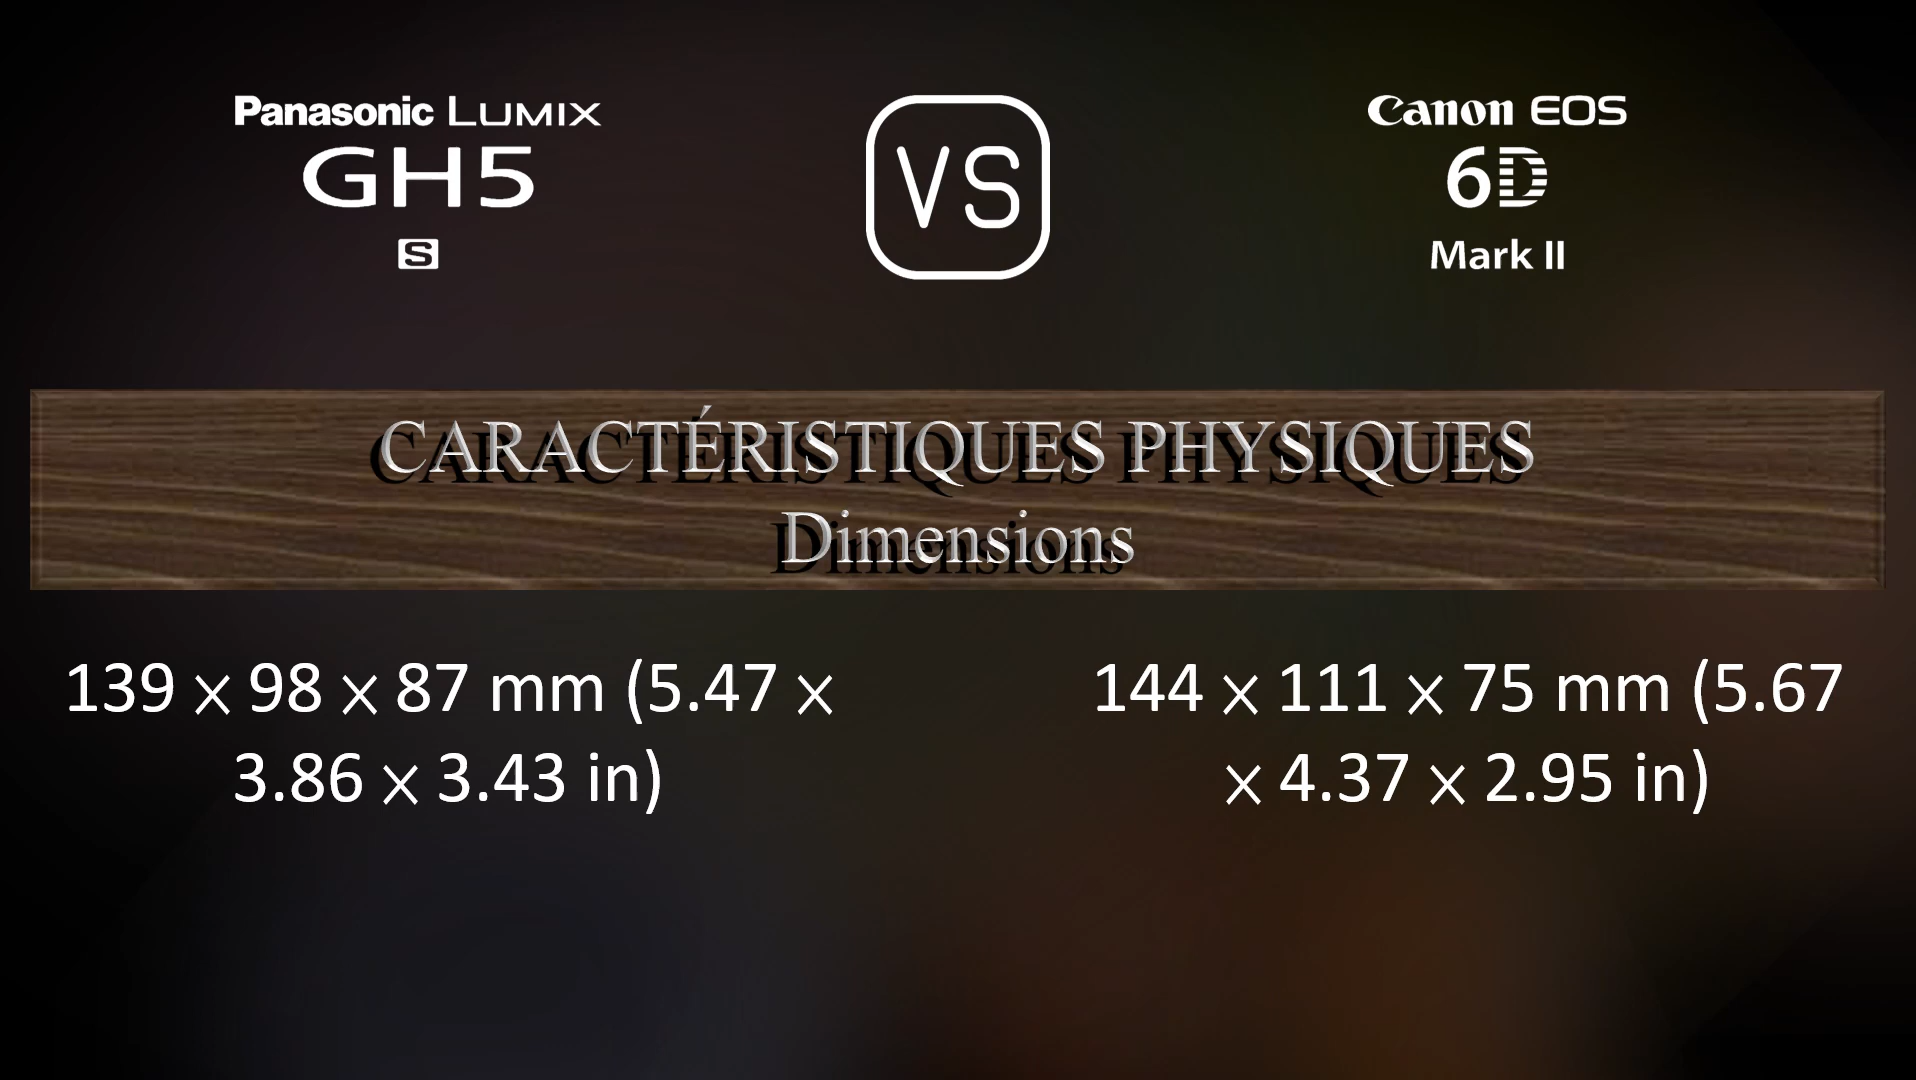 Panasonic LUMIX
GH5
S
VS
Canon EOS
6D
Mark II
CARACTÉRISTIQUES PHYSIQUES
Dimensions
139 x 98 x 87 mm (5.47 x
3.86 x 3.43 in)
144 x 111 x 75 mm (5.67
x 4.37 x 2.95 in)